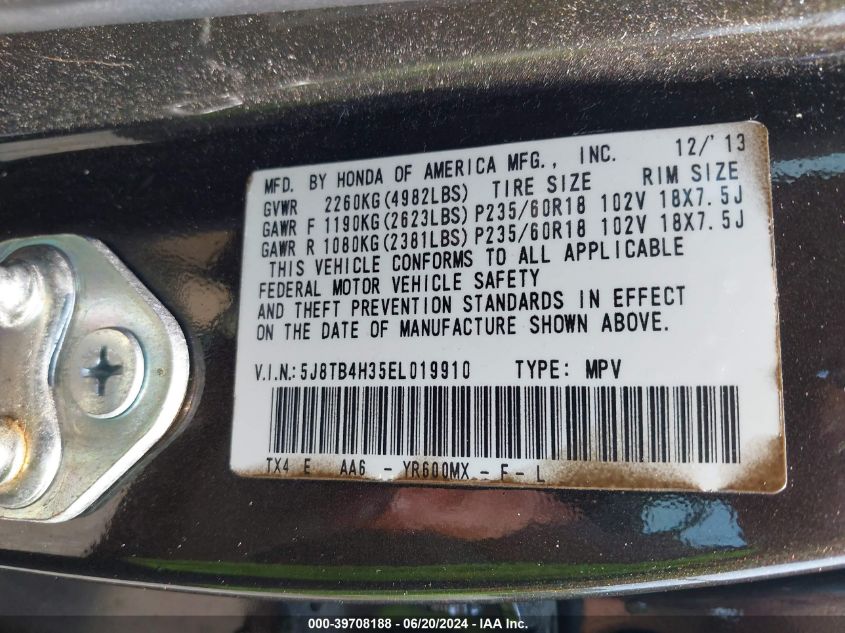 MFD. BY HONDA OF AMERICA MFG., INC. 12/'13
GVWR 2260KG(4982LBS) TIRE SIZE RIM SIZE
GAWR F 1190KG(2623LBS) P235/60R18 102V 18X7.5J
GAWR R 1080KG(2381LBS) P235/60R18 102V 18X7.5J
THIS VEHICLE CONFORMS TO ALL APPLICABLE
FEDERAL MOTOR VEHICLE SAFETY
AND THEFT PREVENTION STANDARDS IN EFFECT
ON THE DATE OF MANUFACTURE SHOWN ABOVE.
V.I.N.: 5J8TB4H35EL019910 TYPE: MPV
TX4 E AA6 - YR600MX - F - L
000-39708188 - 06/20/2024 - IAA Inc.